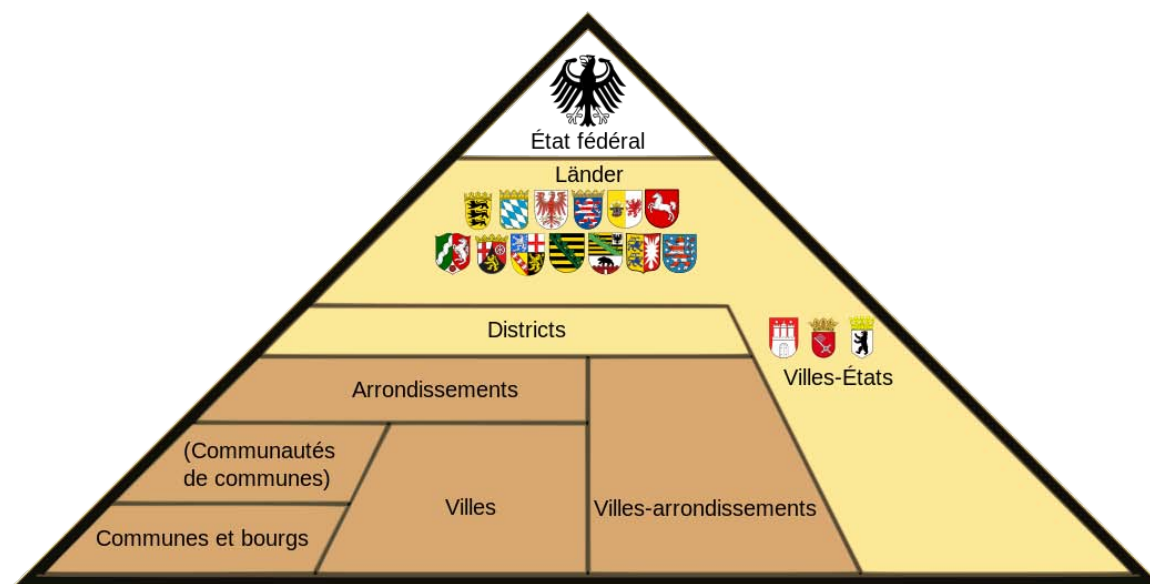 État fédéral
Länder
Districts
Villes-États
Arrondissements
(Communautés
de communes)
Villes
Villes-arrondissements
Communes et bourgs